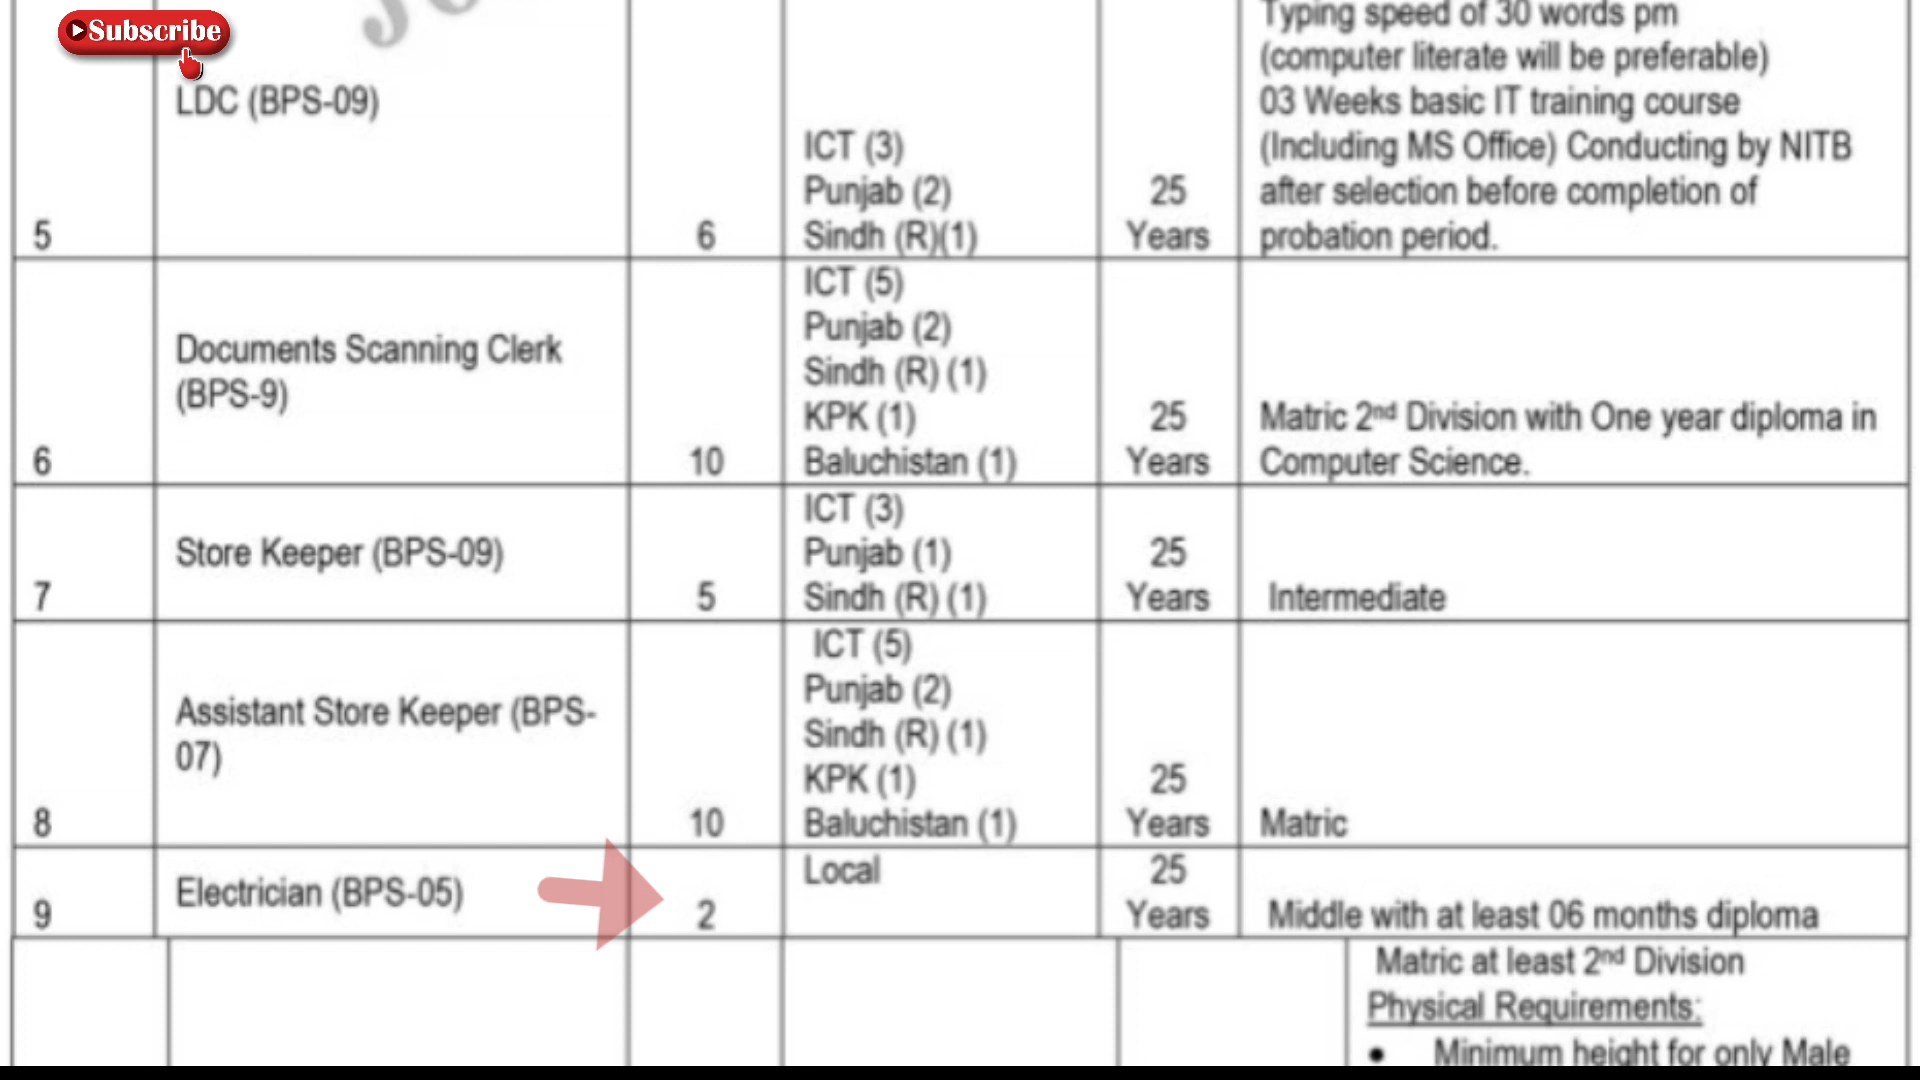 Subscribe
Typing speed of 30 words pm
(computer literate will be preferable)
LDC (BPS-09)
03 Weeks basic IT training course
ICT (3)
(Including MS Office) Conducting by NITB
Punjab (2)
25
after selection before completion of
5
6
Sindh (R)(1)
Years
probation period.
ICT (5)
Punjab (2)
Documents Scanning Clerk
Sindh (R) (1)
(BPS-9)
KPK (1)
25
Matric 2nd Division with One year diploma in
6
10
Baluchistan (1)
Years
Computer Science.
ICT (3)
Store Keeper (BPS-09)
Punjab (1)
25
7
5
Sindh (R) (1)
Years
Intermediate
ICT (5)
Punjab (2)
Assistant Store Keeper (BPS-
Sindh (R) (1)
07)
KPK (1)
25
8
10
Baluchistan (1)
Years
Matric
Local
25
Electrician (BPS-05)
9
2
Years
Middle with at least 06 months diploma
Matric at least 2nd Division
Physical Requirements:
• Minimum height for only Male